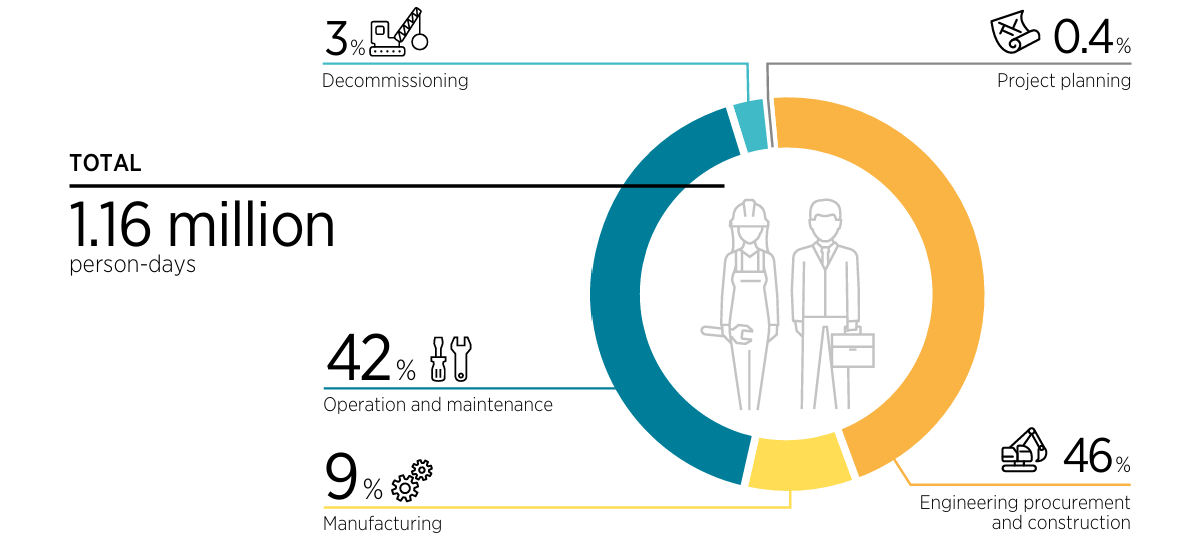 3%
Decommissioning
0.4%
Project planning
TOTAL
1.16 million
person-days
42%
Operation and maintenance
9%
Manufacturing
46%
Engineering procurement
and construction